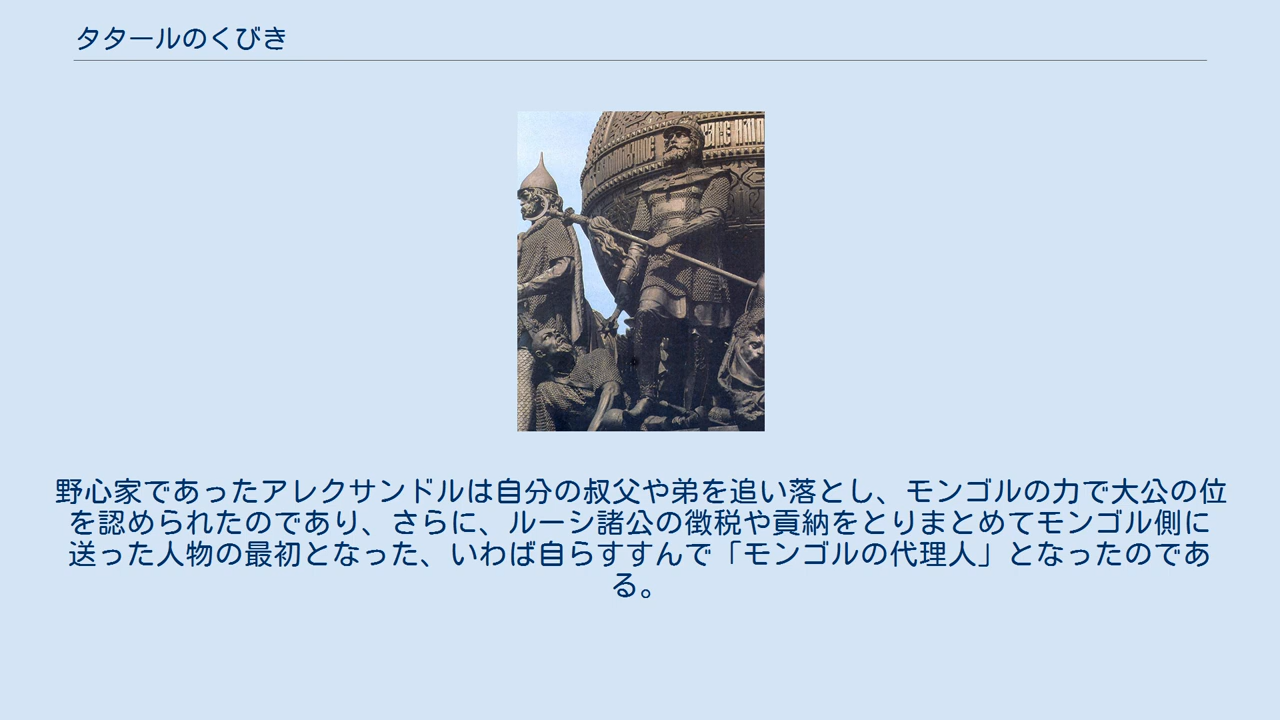 タタールのくびき
野心家であったアレクサンドルは自分の叔父や弟を追い落とし、モンゴルの力で大公の位
を認められたのであり、さらに、ルーシ諸公の徴税や貢納をとりまとめてモンゴル側に
送った人物の最初となった、いわば自らすすんで「モンゴルの代理人」となったのであ
る。